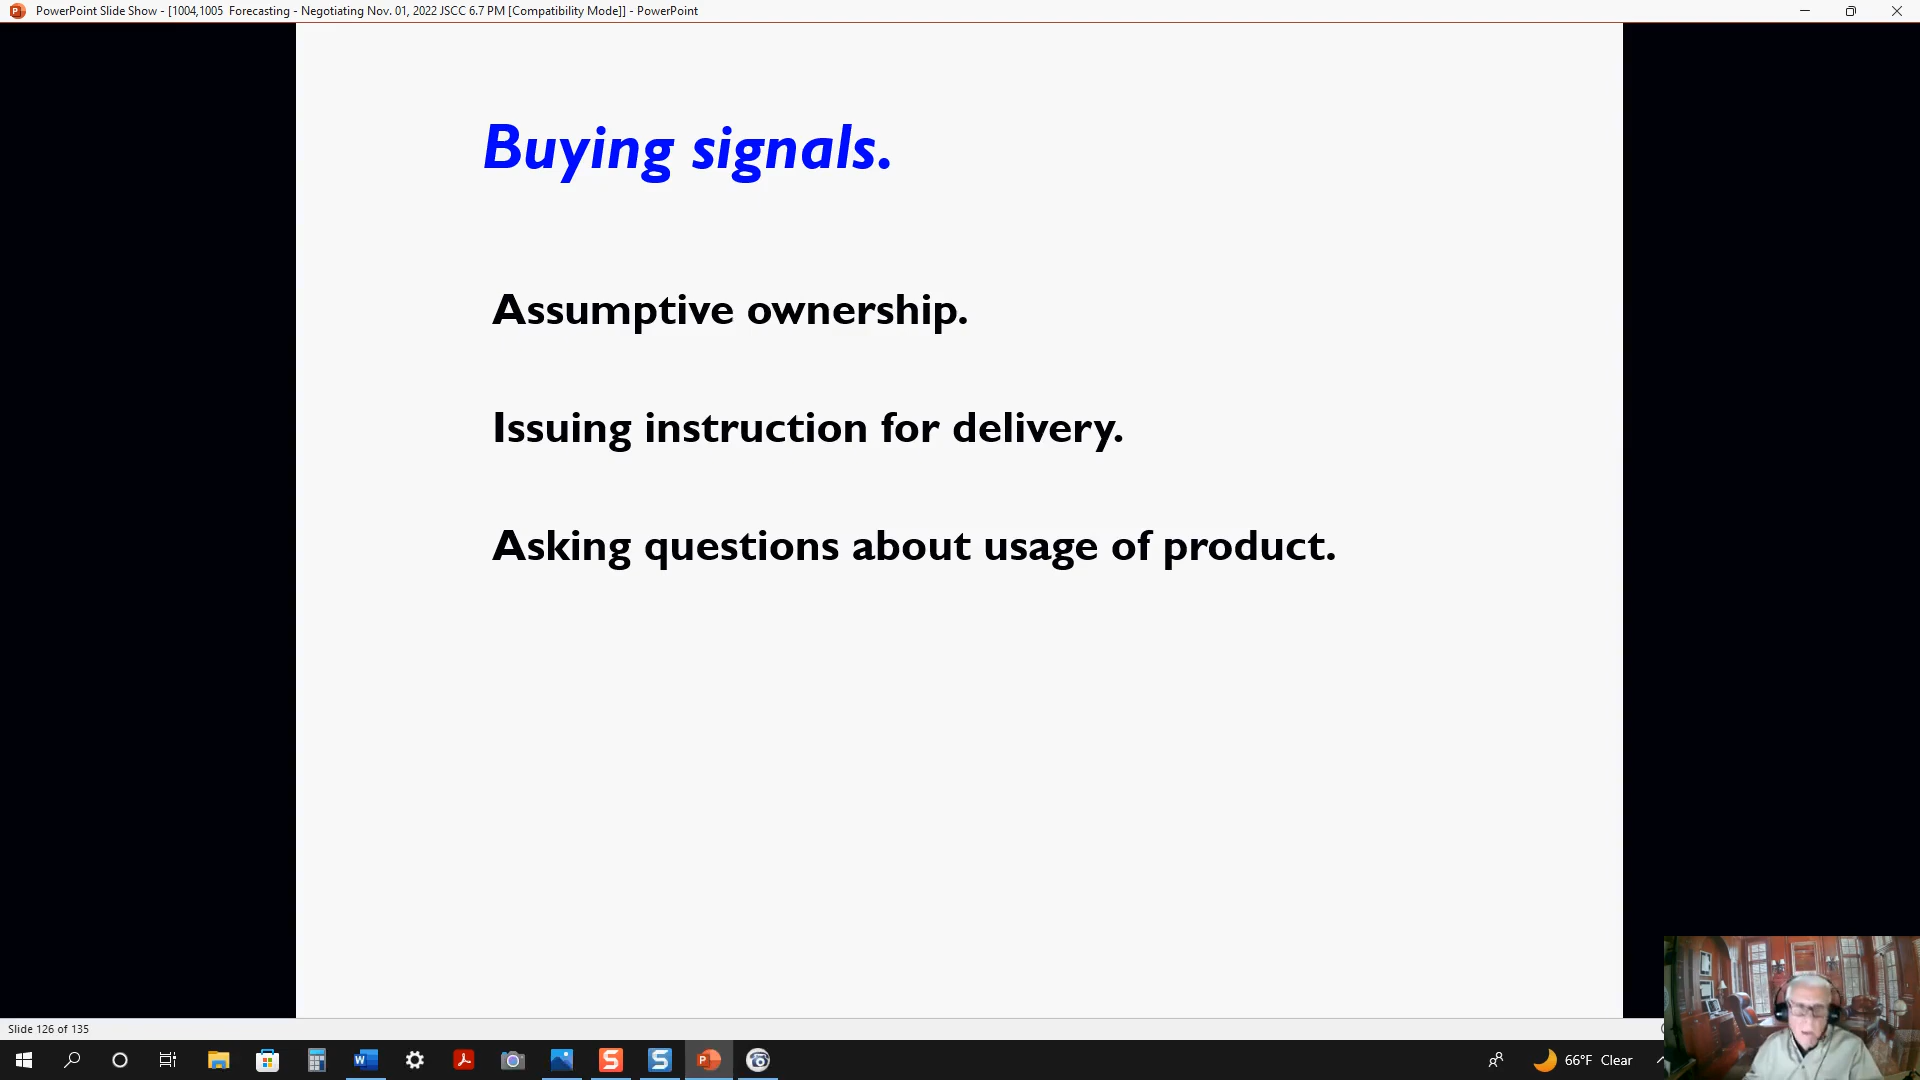 PowerPoint Slide Show - [1004,1005  Forecasting - Negotiating Nov. 01, 2022 JSCC 6.7 PM [Compatibility Mode]] - PowerPoint
Buying signals.
Assumptive ownership.
Issuing instruction for delivery.
Asking questions about usage of product.
Slide 126 of 135
66°F Clear